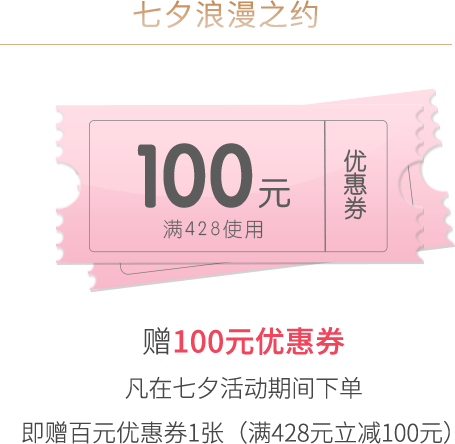 七夕浪漫之约
100元
满428使用
优惠券
赠100元优惠券
凡在七夕活动期间下单
即赠百元优惠券1张（满428元立减100元）